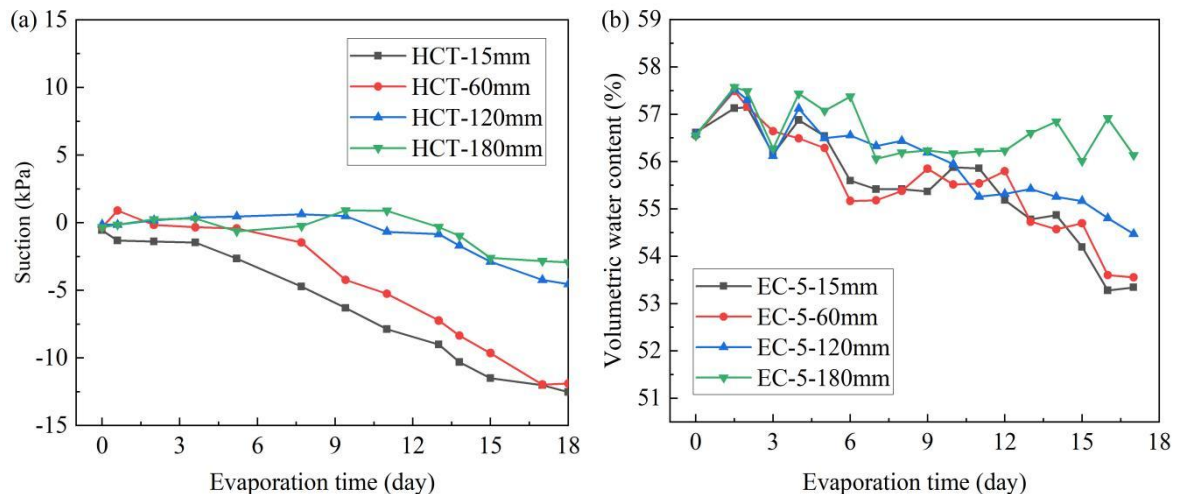 (a)
15
10
5
0
-5
-10
-15
Suction (kPa)
HCT-15mm
HCT-60mm
HCT-120mm
HCT-180mm
0 3 6 9 12 15 18
Evaporation time (day)
(b)
59
58
57
56
55
54
53
52
51
Volumetric water content (%)
EC-5-15mm
EC-5-60mm
EC-5-120mm
EC-5-180mm
0 3 6 9 12 15 18
Evaporation time (day)